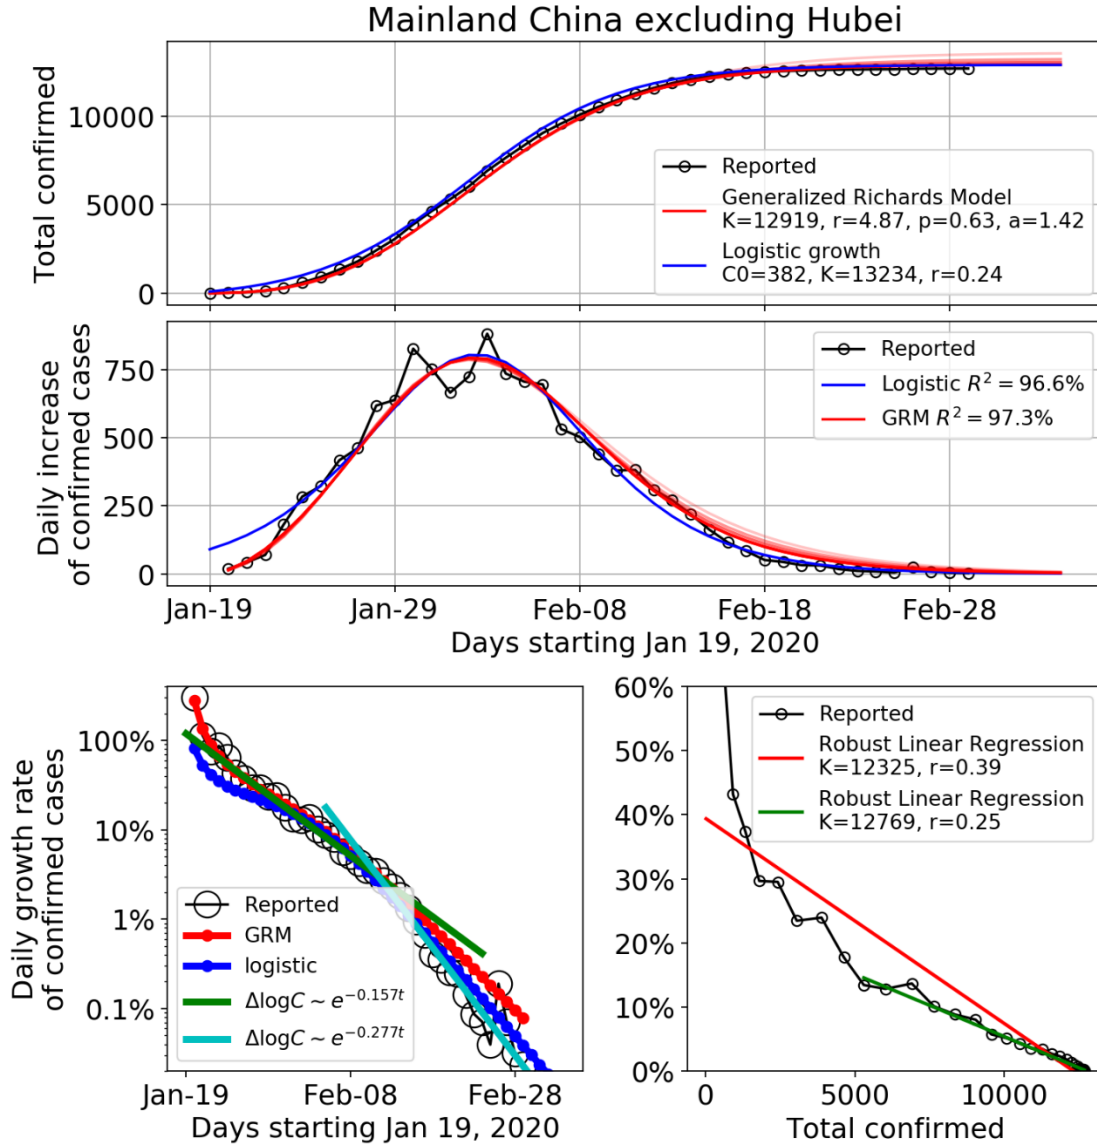 Mainland China excluding Hubei
Total confirmed
10000
5000
0
Reported
Generalized Richards Model
K=12919, r=4.87, p=0.63, a=1.42
Logistic growth
C0=382, K=13234, r=0.24
Daily increase
of confirmed cases
750
500
250
0
Reported
Logistic R² = 96.6%
GRM R² = 97.3%
Jan-19
Jan-29
Feb-08
Feb-18
Feb-28
Days starting Jan 19, 2020
Daily growth rate
of confirmed cases
100%
10%
1%
0.1%
Reported
GRM
logistic
ΔlogC ~ e^{-0.157t}
ΔlogC ~ e^{-0.277t}
Jan-19
Feb-08
Feb-28
Days starting Jan 19, 2020
60%
50%
40%
30%
20%
10%
0%
Reported
Robust Linear Regression
K=12325, r=0.39
Robust Linear Regression
K=12769, r=0.25
0
5000
10000
Total confirmed